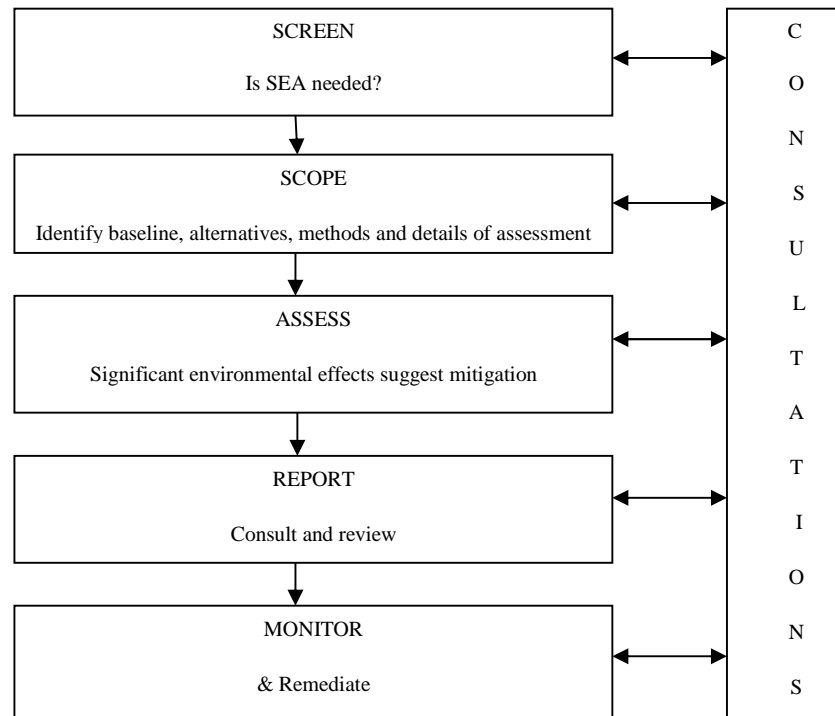 SCREEN
Is SEA needed?
SCOPE
Identify baseline, alternatives, methods and details of assessment
ASSESS
Significant environmental effects suggest mitigation
REPORT
Consult and review
MONITOR
& Remediate
C
O
N
S
U
L
T
A
T
I
O
N
S